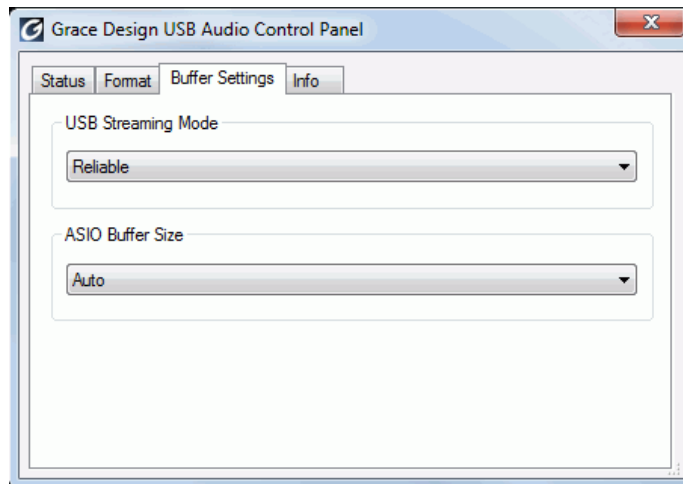 Grace Design USB Audio Control Panel
Status Format Buffer Settings Info
USB Streaming Mode
Reliable
ASIO Buffer Size
Auto